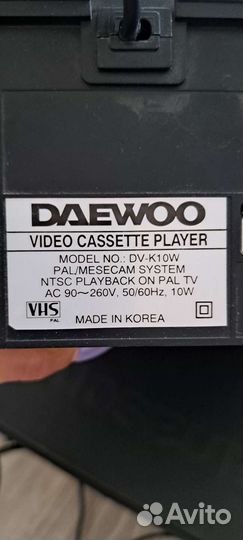 DAEWOO
VIDEO CASSETTE PLAYER
MODEL NO.: DV-K10W
PAL/MESECAM SYSTEM
NTSC PLAYBACK ON PAL TV
AC 90~260V, 50/60Hz, 10W
VHS
PAL
MADE IN KOREA
Avito